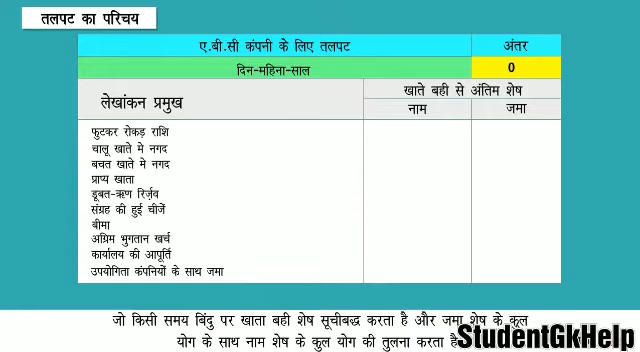 तलपट का परिचय
ए.बी.सी कंपनी के लिए तलपट
अंतर
दिन-महिना-साल
0
लेखांकन प्रमुख
खाते बही से अंतिम शेष
नाम
जमा
फुटकर रोकड़ राशि
चालू खाते मे नगद
बचत खाते मे नगद
प्राप्य खाता
डूबत-ऋण रिर्ज़व
संग्रह की हुई चीजें
बीमा
अग्रिम भुगतान खर्च
कार्यालय की आपूर्ति
उपयोगिता कंपनियों के साथ जमा
जो किसी समय बिंदु पर खाता बही शेष सूचीबद्ध करता है और जमा शेष के कुल
योग के साथ नाम शेष के कुल योग की तुलना करता है
StudentGkHelp